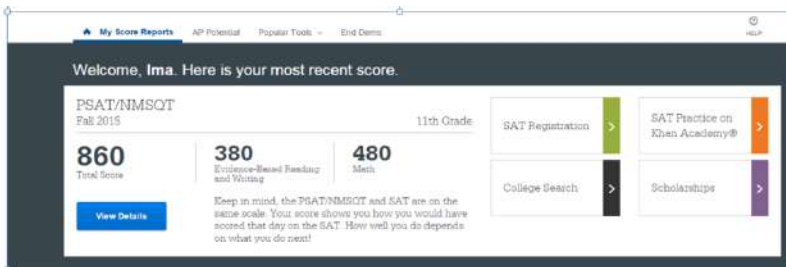 My Score Reports AP Potential Popular Tools End Demo
HELP
Welcome, Ima. Here is your most recent score.
PSAT/NMSQT
Fall 2015 11th Grade
860
Total Score
380
Evidence-Based Reading
and Writing
480
Math
View Details
Keep in mind, the PSAT/NMSQT and SAT are on the
same scale. Your score shows you how you would have
scored that day on the SAT. How well you do depends
on what you do next!
SAT Registration
SAT Practice on
Khan Academy®
College Search
Scholarships